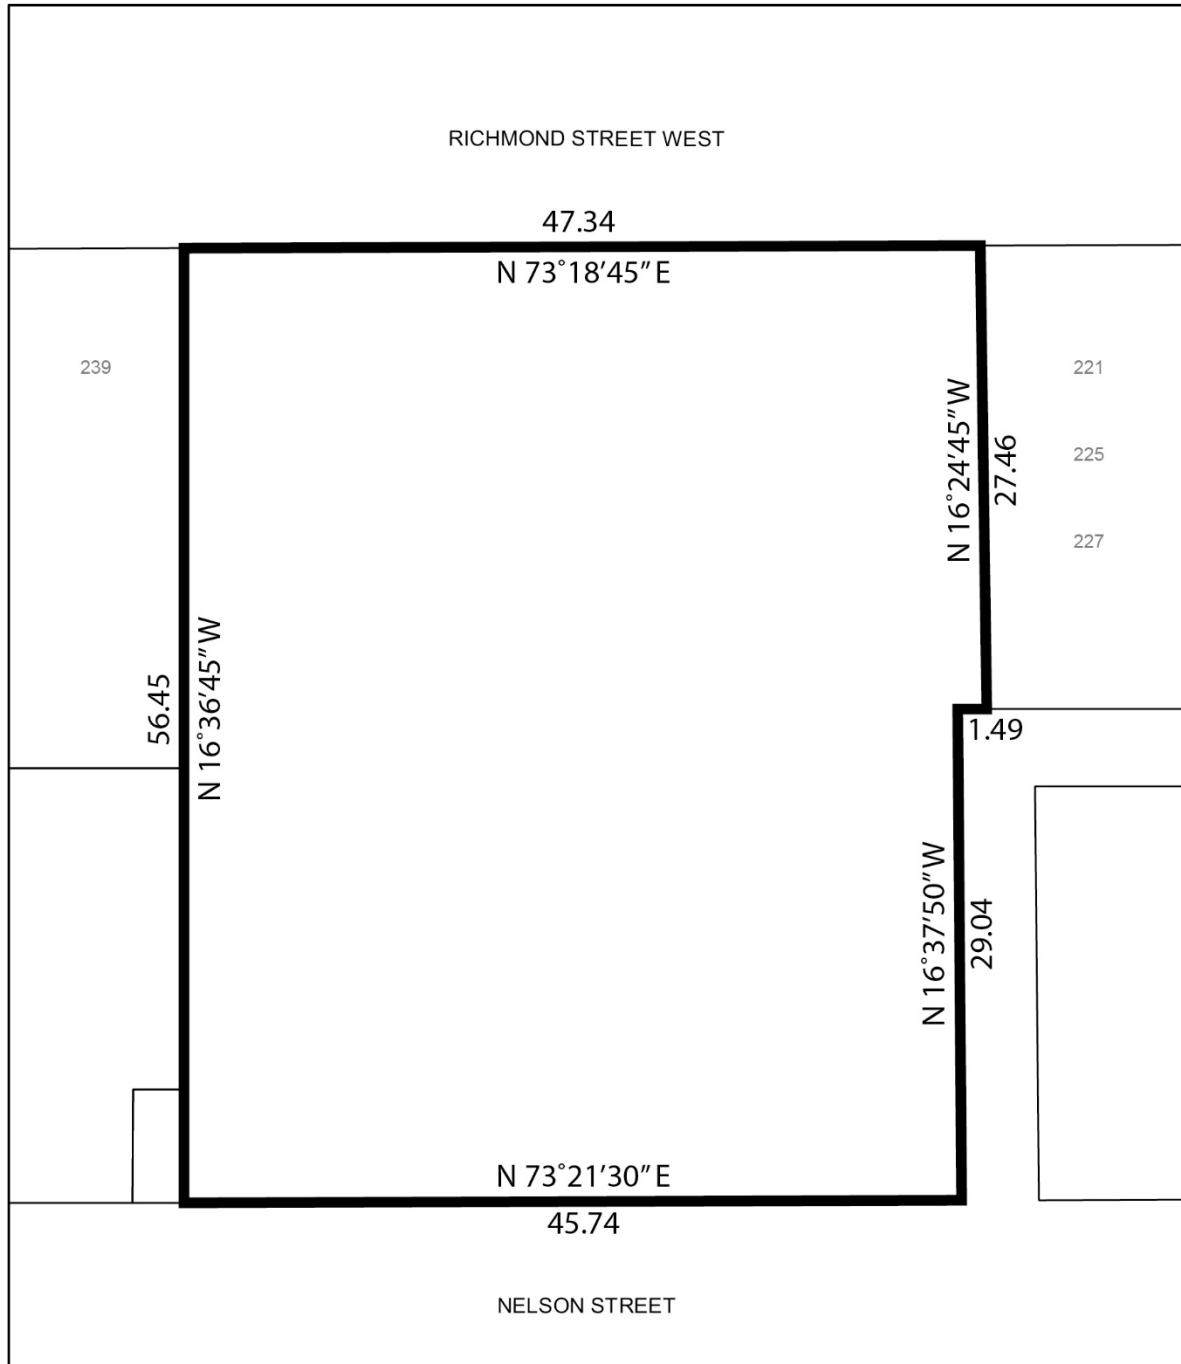 RICHMOND STREET WEST
47.34
N 73°18'45" E
239
221
N 16°24'45" W
27.46
225
227
56.45
N 16°36'45" W
1.49
N 16°37'50" W
29.04
N 73°21'30" E
45.74
NELSON STREET